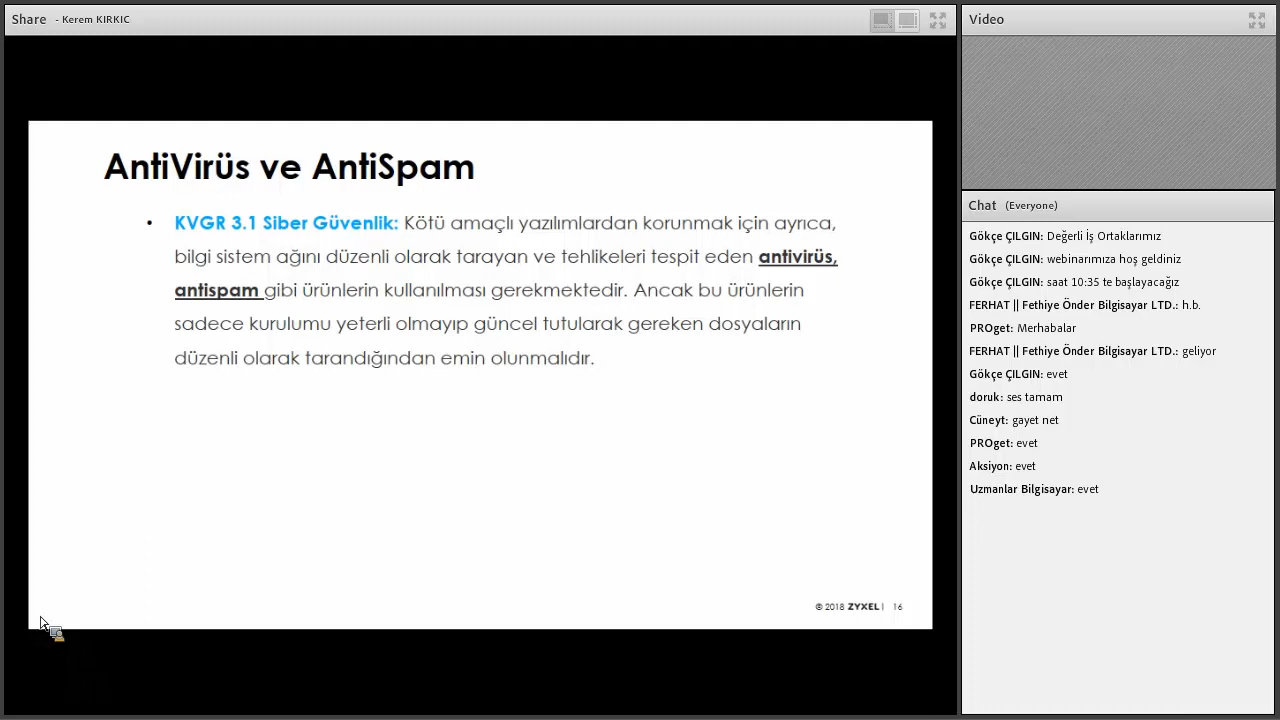 Share - Kerem KIRKIC
AntiVirüs ve AntiSpam
• KVGR 3.1 Siber Güvenlik: Kötü amaçlı yazılımlardan korunmak için ayrıca,
bilgi sistem ağını düzenli olarak tarayan ve tehlikeleri tespit eden antivirüs,
antispam gibi ürünlerin kullanılması gerekmektedir. Ancak bu ürünlerin
sadece kurulumu yeterli olmayıp güncel tutularak gereken dosyaların
düzenli olarak tarandığından emin olunmalıdır.
© 2018 ZYXEL | 16
Video
Chat (Everyone)
Gökçe ÇILGIN: Değerli İş Ortaklarımız
Gökçe ÇILGIN: webinarımıza hoş geldiniz
Gökçe ÇILGIN: saat 10:35 te başlayacağız
FERHAT || Fethiye Önder Bilgisayar LTD.: h.b.
PROget: Merhabalar
FERHAT || Fethiye Önder Bilgisayar LTD.: geliyor
Gökçe ÇILGIN: evet
doruk: ses tamam
Cüneyt: gayet net
PROget: evet
Aksiyon: evet
Uzmanlar Bilgisayar: evet